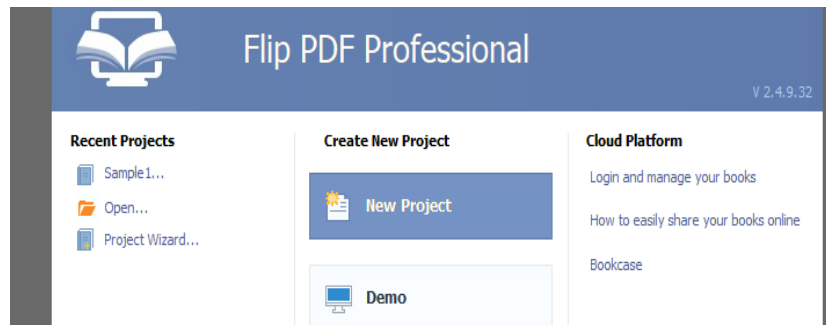 Flip PDF Professional
V 2.4.9.32
Recent Projects
Sample1...
Open...
Project Wizard...
Create New Project
New Project
Demo
Cloud Platform
Login and manage your books
How to easily share your books online
Bookcase